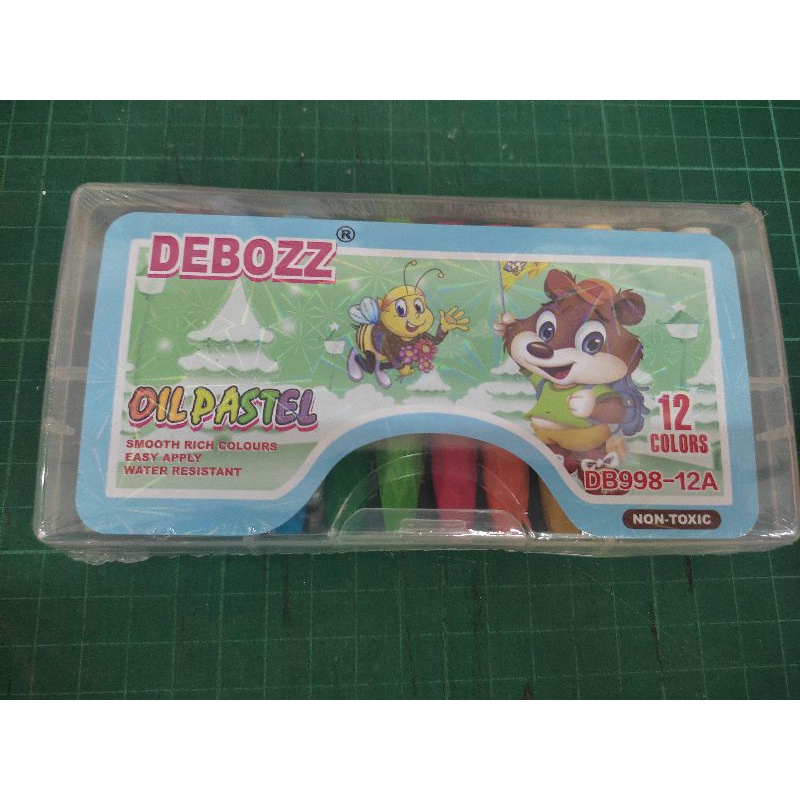 DEBOZZ®
OIL PASTEL
SMOOTH RICH COLOURS
EASY APPLY
WATER RESISTANT
12
COLORS
DB998-12A
NON-TOXIC